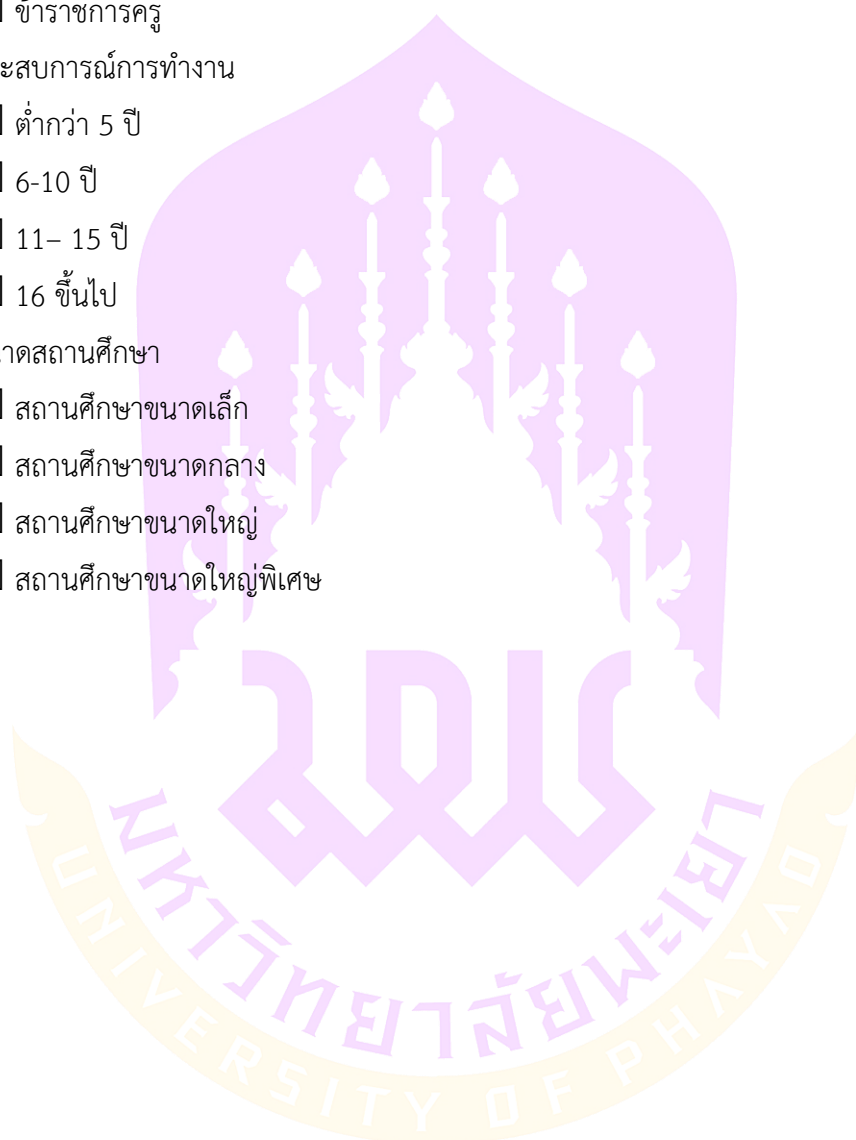 ข้าราชการครู
ะสบการณ์การทำงาน
ต่ำกว่า 5 ปี
6-10 ปี
11– 15 ปี
16 ขึ้นไป
าดสถานศึกษา
สถานศึกษาขนาดเล็ก
สถานศึกษาขนาดกลาง
สถานศึกษาขนาดใหญ่
สถานศึกษาขนาดใหญ่พิเศษ
มหาวิทยาลัยพะเยา
UNIVERSITY OF PHAYAO